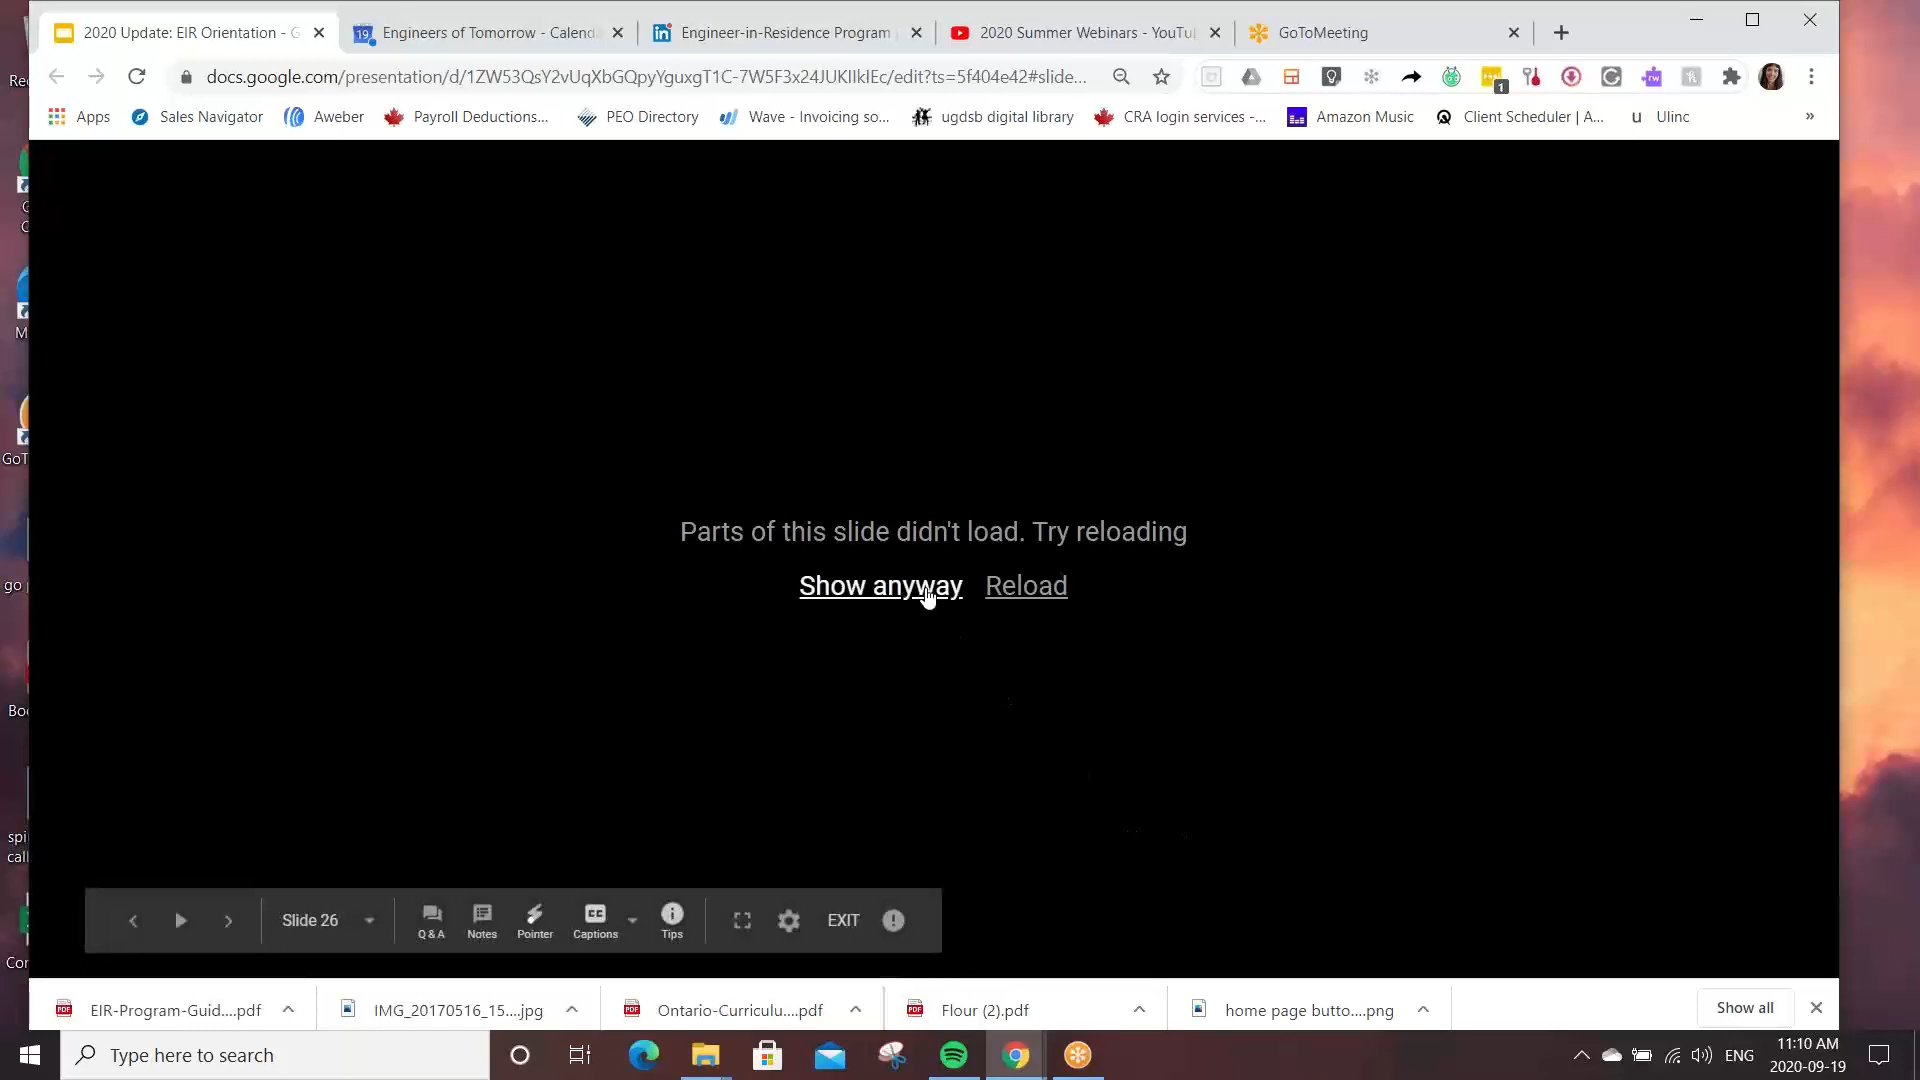 2020 Update: EIR Orientation - G
Engineers of Tomorrow - Calenda
Engineer-in-Residence Program
2020 Summer Webinars - YouTu
GoToMeeting
docs.google.com/presentation/d/1ZW53QsY2vUqXbGQpyYguxgT1C-7W5F3x24JUKIIkIEc/edit?ts=5f404e42#slide...
1
Apps
Sales Navigator
Aweber
Payroll Deductions...
PEO Directory
Wave - Invoicing so...
ugdsb digital library
CRA login services -...
Amazon Music
Client Scheduler | A...
u
Ulinc
»
Parts of this slide didn't load. Try reloading
Show anyway Reload
Slide 26
Q & A
Notes
Pointer
CC
Captions
Tips
EXIT
EIR-Program-Guid....pdf
IMG_20170516_15....jpg
Ontario-Curriculu....pdf
Flour (2).pdf
home page butto....png
Show all
Type here to search
ENG
11:10 AM
2020-09-19